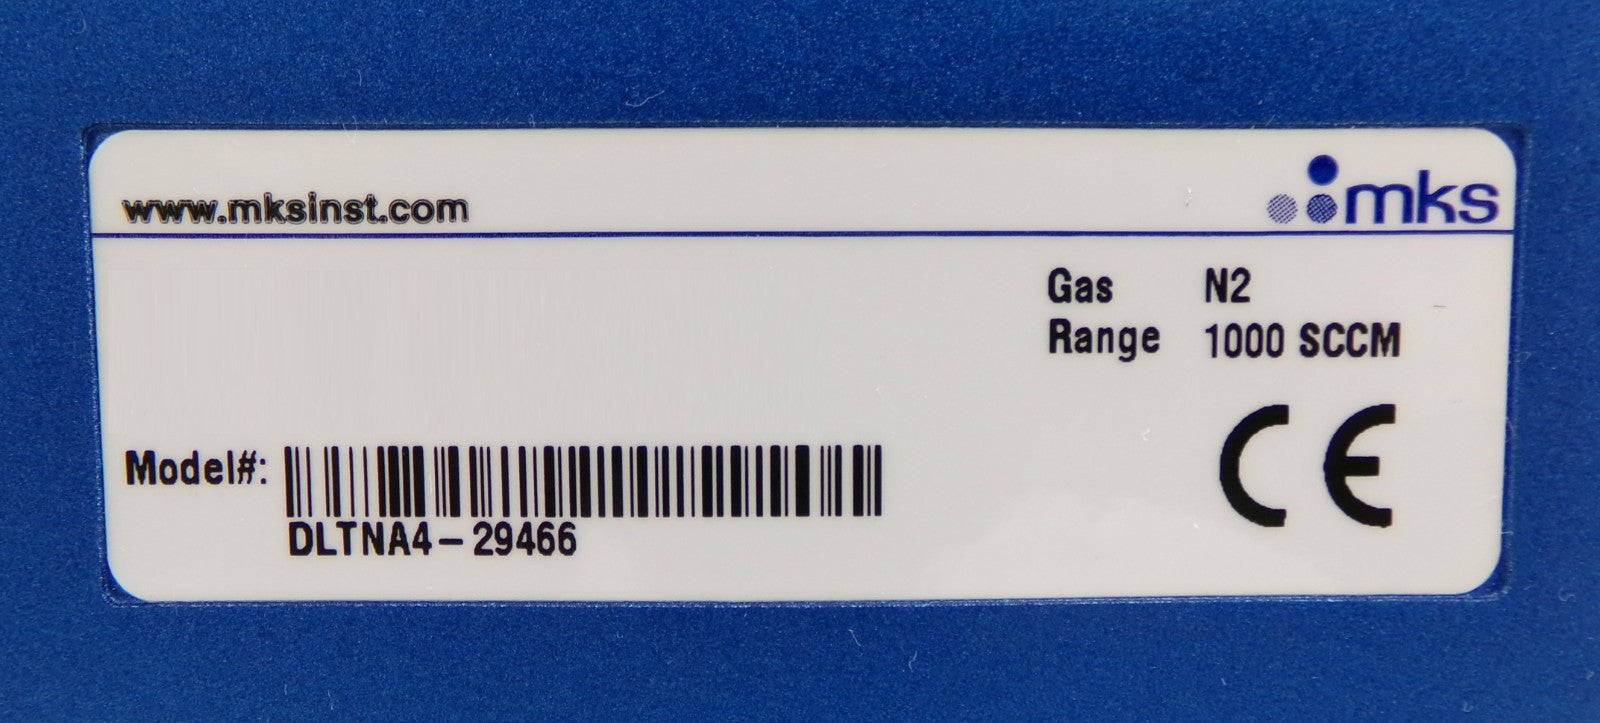 www.mksinst.com
mks
Gas N2
Range 1000 SCCM
Model#:
DLTNA4-29466
CE